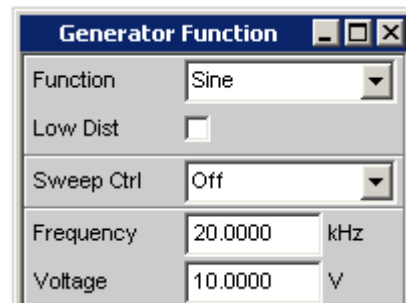 Generator Function
Function Sine
Low Dist
Sweep Ctrl Off
Frequency 20.0000 kHz
Voltage 10.0000 V